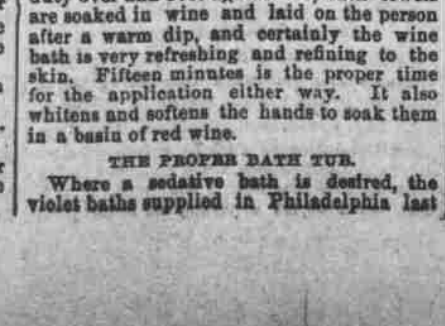 are soaked in wine and laid on the person
after a warm dip, and certainly the wine
bath is very refreshing and refining to the
skin. Fifteen minutes is the proper time
for the application either way. It also
whitens and softens the hands to soak them
in a basin of red wine.
THE PROPER BATH TUB.
Where a sedative bath is desired, the
violet baths supplied in Philadelphia last